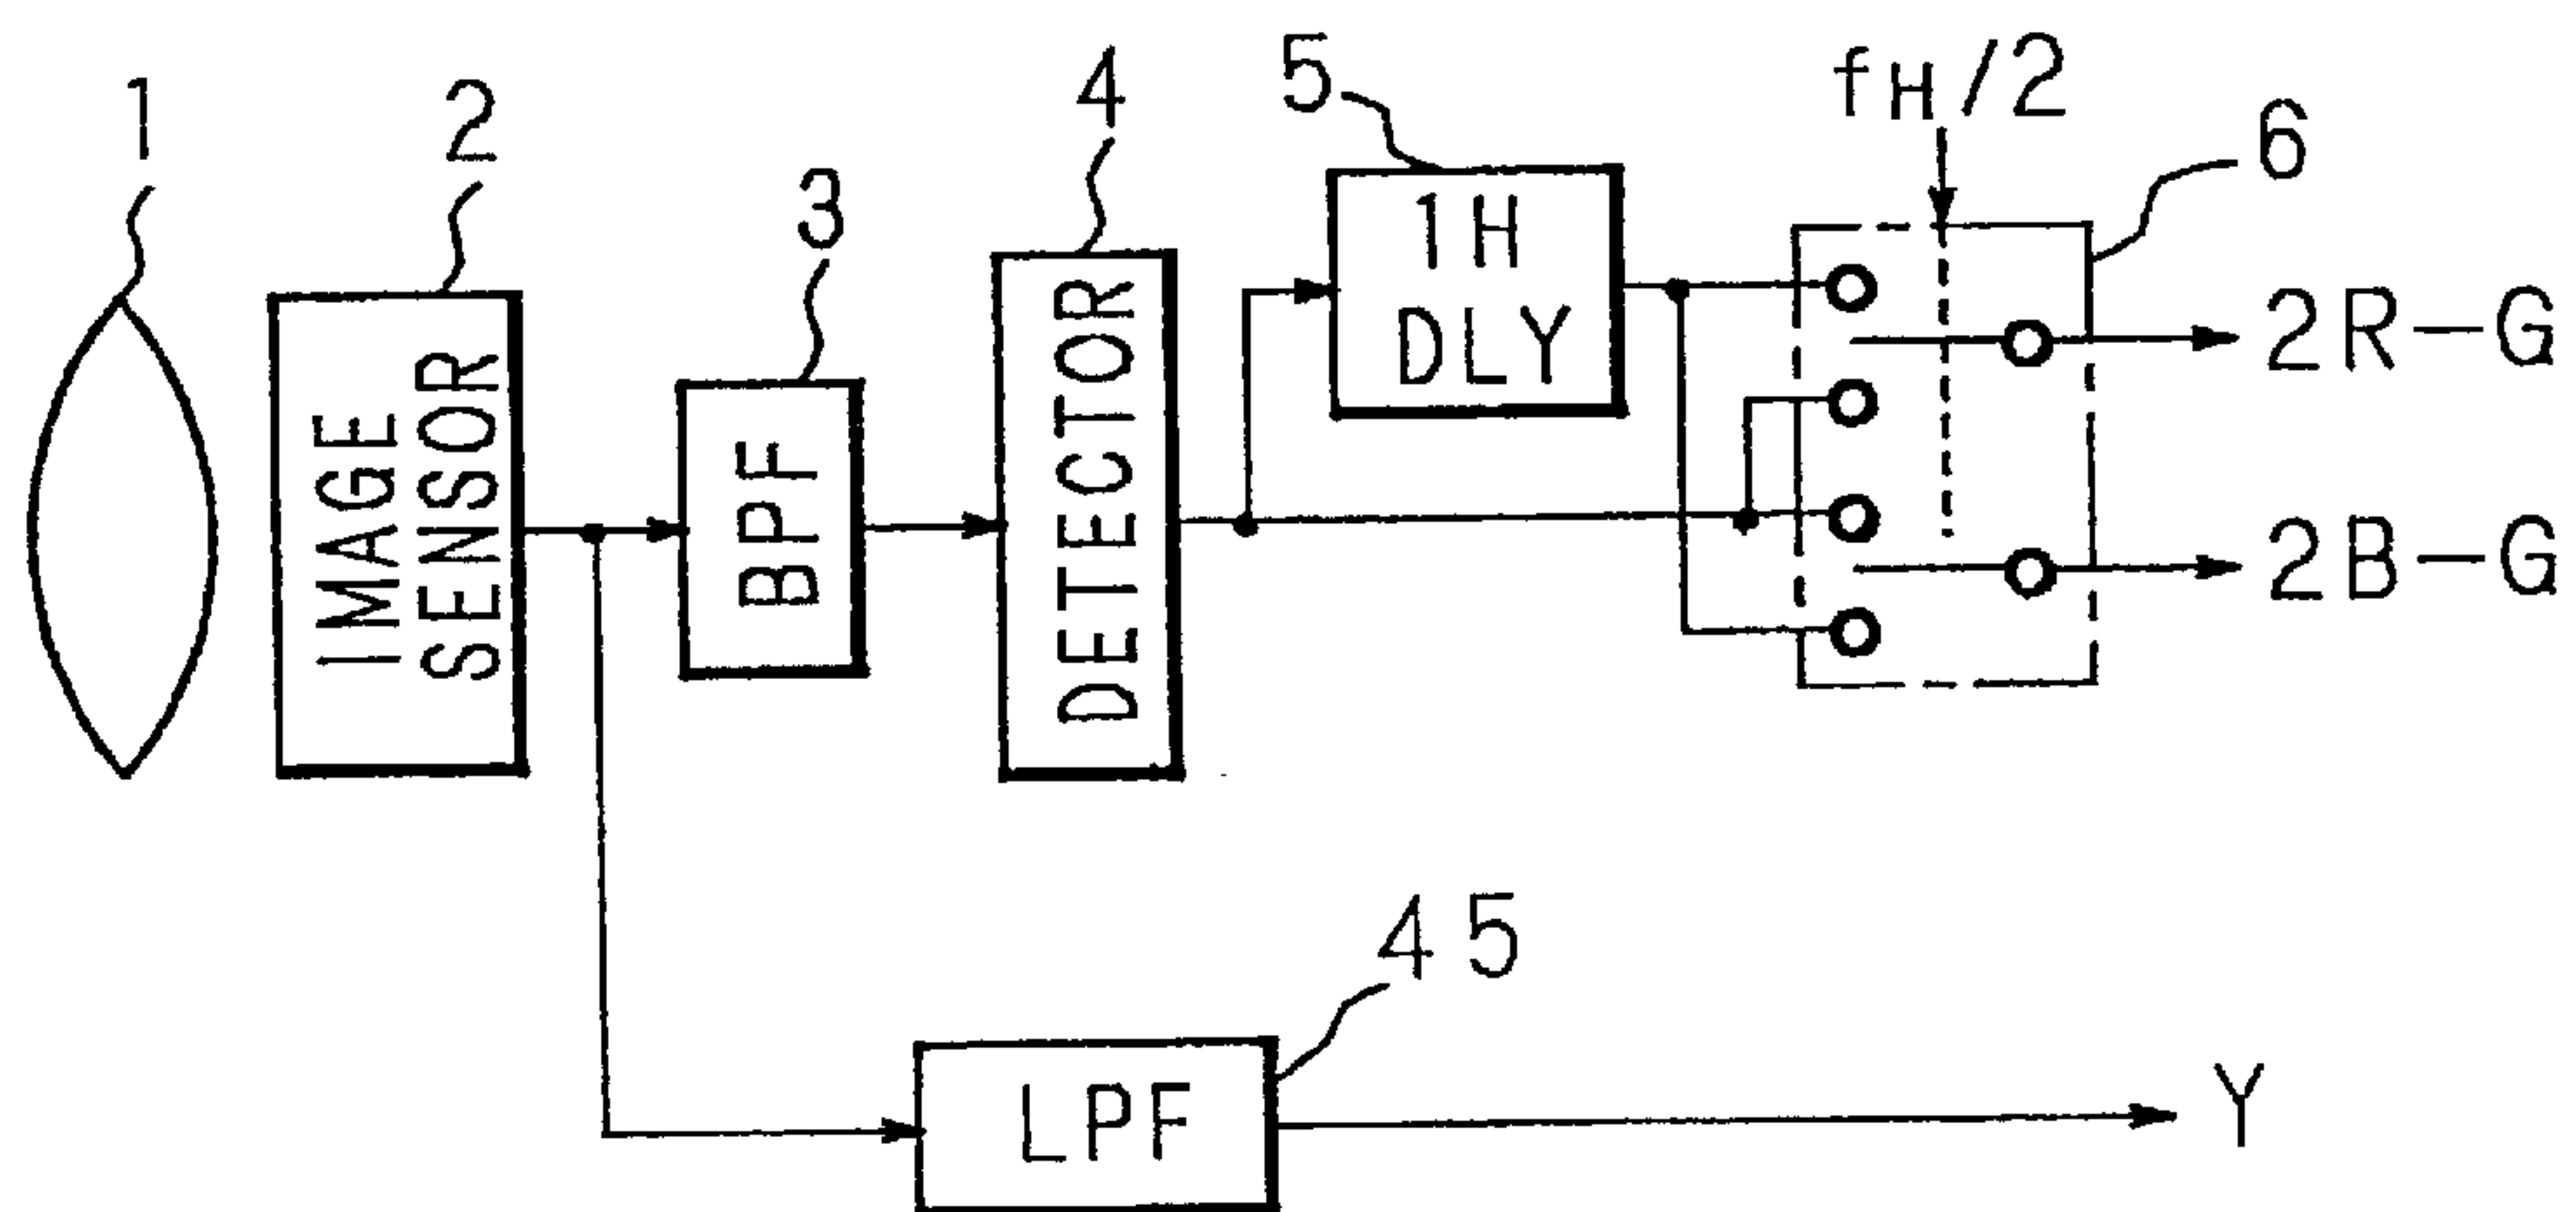 1
2
3
4
5
fH/2
6
IMAGE
SENSOR
BPF
DETECTOR
1H
DLY
2R-G
2B-G
45
LPF
Y